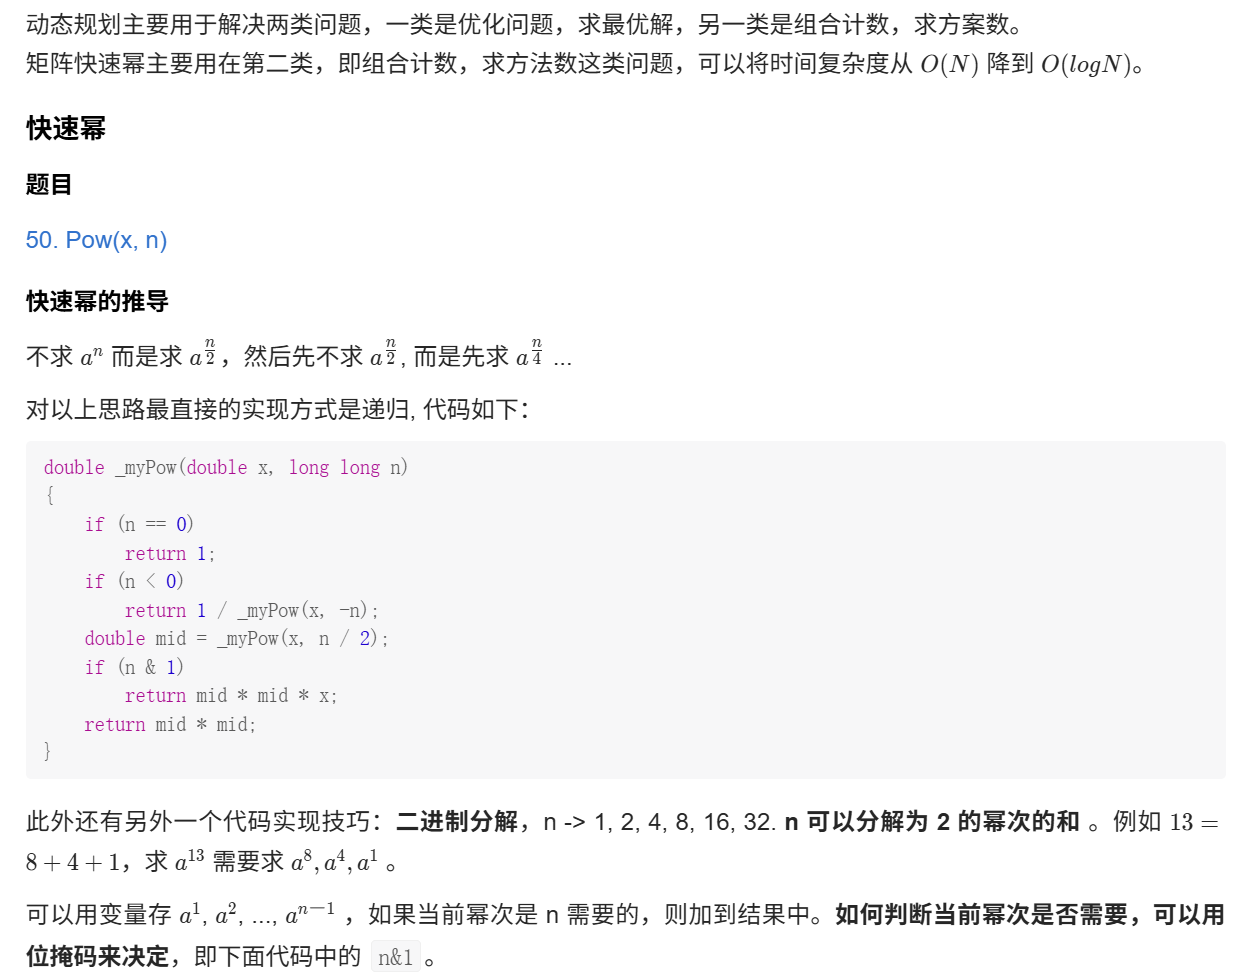 动态规划主要用于解决两类问题，一类是优化问题，求最优解，另一类是组合计数，求方案数。
矩阵快速幂主要用在第二类，即组合计数，求方法数这类问题，可以将时间复杂度从 O(N) 降到 O(logN)。
快速幂
题目
50. Pow(x, n)
快速幂的推导
不求 a^n 而是求 a^{\frac{n}{2}}，然后先不求 a^{\frac{n}{2}}, 而是先求 a^{\frac{n}{4}} ...
对以上思路最直接的实现方式是递归, 代码如下：
double _myPow(double x, long long n)
{
    if (n == 0)
        return 1;
    if (n < 0)
        return 1 / _myPow(x, -n);
    double mid = _myPow(x, n / 2);
    if (n & 1)
        return mid * mid * x;
    return mid * mid;
}
此外还有另外一个代码实现技巧：二进制分解，n -> 1, 2, 4, 8, 16, 32. n 可以分解为 2 的幂次的和 。例如 13 =
8 + 4 + 1，求 a^{13} 需要求 a^8, a^4, a^1 。
可以用变量存 a^1, a^2, ..., a^{n-1} ，如果当前幂次是 n 需要的，则加到结果中。如何判断当前幂次是否需要，可以用
位掩码来决定，即下面代码中的 n&1 。